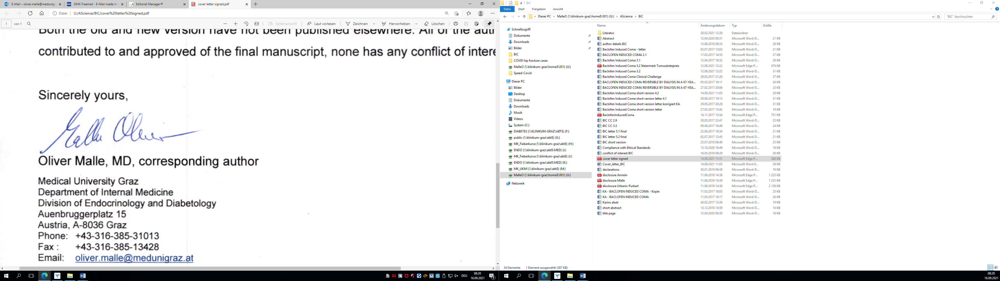 E-Mail – oliver.malle@medunigra
GMX Freemail - E-Mail made in
Editorial Manager®
cover letter signed.pdf
Datei
U:/AScience/BIC/cover%20letter%20signed.pdf
1
von 1
Seitenansicht
Laut vorlesen
Zeichnen
Hervorheben
Löschen
Both the old and new version have not been published elsewhere. All of the aut
contributed to and approved of the final manuscript, none has any conflict of intere
Sincerely yours,
Malle Oliver
Oliver Malle, MD, corresponding author
Medical University Graz
Department of Internal Medicine
Division of Endocrinology and Diabetology
Auenbruggerplatz 15
Austria, A-8036 Graz
Phone: +43-316-385-31013
Fax : +43-316-385-13428
Email: oliver.malle@medunigraz.at
DEU
08:20
16.09.2021
BIC
Datei Start Freigeben Ansicht
Dieser PC > MalleO (\\klinikum-graz\home$\001) (U:) > AScience > BIC
"BIC" durchsuchen
Schnellzugriff
Dokumente
Downloads
Bilder
BIC
COVID hip fracture cases
MalleO (\\klinikum-graz\home$\001) (U:)
Speed-Covid
Dieser PC
Bilder
Desktop
Dokumente
Downloads
Musik
Videos
System (C:)
DIABETES (\\KLINIKUM-GRAZ\ABT$) (F:)
public (\\klinikum-graz\abt$) (G:)
MK_Fieberkurve (\\klinikum-graz\abt$) (H:)
ENDO (\\klinikum-graz\abt$\MED) (I:)
MK_Fieberkurve (\\klinikum-graz\abt$) (J:)
ENDO (\\klinikum-graz\abt$\MED) (K:)
MK_UKIM (\\klinikum-graz\abt$) (M:)
MalleO (\\klinikum-graz\home$\001) (U:)
Netzwerk
Name Änderungsdatum Typ Größe
Literatur 28.02.2021 12:20 Dateiordner
Abstract 12.04.2020 00:31 Microsoft Word-D... 21 KB
author details BIC 13.08.2018 09:33 Microsoft Word-D... 28 KB
Baclofen Induced Coma - letter 02.07.2017 13:03 Microsoft Word-D... 21 KB
BACLOFEN INDUCED COMA 2.1 17.03.2017 14:55 Microsoft Word-D... 27 KB
Baclofen Induced Coma 3.1 12.04.2017 16:52 Microsoft Word-D... 29 KB
Baclofen Induced Coma 3.2 Steiermark Turnusärztepreis 12.08.2021 12:22 Microsoft Edge P... 474 KB
Baclofen Induced Coma 3.2 12.08.2021 12:22 Microsoft Word-D... 31 KB
Baclofen Induced Coma Clinical Challenge 29.05.2017 21:20 Microsoft Word-D... 27 KB
BACLOFEN INDUCED COMA REVERSIBLE BY DIALYSIS IN A 67-YEA... 05.03.2017 19:11 Microsoft Word-D... 26 KB
BACLOFEN INDUCED COMA REVERSIBLE BY DIALYSIS IN A 67-YEA... 27.02.2017 20:06 Microsoft Word-D... 23 KB
Baclofen Induced Coma short version 4.2 14.09.2021 11:05 Microsoft Word-D... 20 KB
Baclofen Induced Coma short version letter 4.1 20.06.2017 19:13 Microsoft Word-D... 21 KB
Baclofen Induced Coma short version letter korrigiert KA 29.05.2017 20:28 Microsoft Word-D... 31 KB
Baclofen Induced Coma short version letter 27.05.2017 15:42 Microsoft Word-D... 19 KB
BaclofenInducedComa 14.11.2017 15:54 Microsoft Edge P... 751 KB
BIC CC 2.9 30.05.2017 22:41 Microsoft Word-D... 25 KB
BIC CC 3.3 09.06.2017 16:49 Microsoft Word-D... 24 KB
BIC letter 5.1 final 22.06.2017 18:34 Microsoft Word-D... 21 KB
BIC letter 5.2 final 02.07.2017 12:45 Microsoft Word-D... 21 KB
BIC short version 25.07.2018 08:40 Microsoft Word-D... 25 KB
Compliance with Ethical Standards 13.10.2020 16:49 Microsoft Word-D... 19 KB
conflict of interest BIC 16.05.2018 09:29 Microsoft Word-D... 26 KB
cover letter signed 14.09.2021 11:51 Microsoft Edge P... 388 KB
Cover_letter_BIC 14.09.2021 11:05 Microsoft Word 9... 29 KB
declarations 30.01.2019 09:38 Microsoft Word-D... 19 KB
disclosure Amrein 11.06.2018 14:38 Microsoft Edge P... 1 225 KB
disclosure Malle 11.06.2018 14:39 Microsoft Edge P... 1 225 KB
disclosure Urbanic Purkart 11.06.2018 14:36 Microsoft Edge P... 2 138 KB
KA - BACLOFEN INDUCED COMA - Kopie 11.03.2017 18:05 Microsoft Word-D... 25 KB
KA - BACLOFEN INDUCED COMA 11.03.2017 18:17 Microsoft Word-D... 26 KB
Karins abstr 26.02.2017 13:36 Microsoft Word-D... 19 KB
short abstract 13.12.2018 14:59 Microsoft Word-D... 14 KB
title page 12.04.2020 00:30 Microsoft Word-D... 18 KB
34 Elemente 1 Element ausgewählt (387 KB)
08:20
16.09.2021